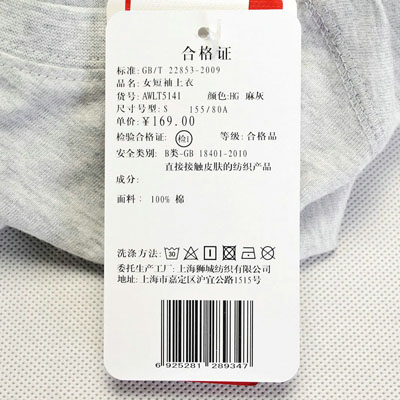 合格证
标准: GB/T 22853-2009
品名: 女短袖上衣
货号: AWLT5141 颜色:HG 麻灰
尺寸号型: S 155/80A
单价: ¥169.00
检验合格证: 检1 等级: 合格品
安全类别: B类-GB 18401-2010
直接接触皮肤的纺织产品
成分:
面料: 100% 棉
洗涤方法: 30
委托生产工厂: 上海狮城纺织有限公司
地址: 上海市嘉定区沪宜公路1515号
6 925281 289347